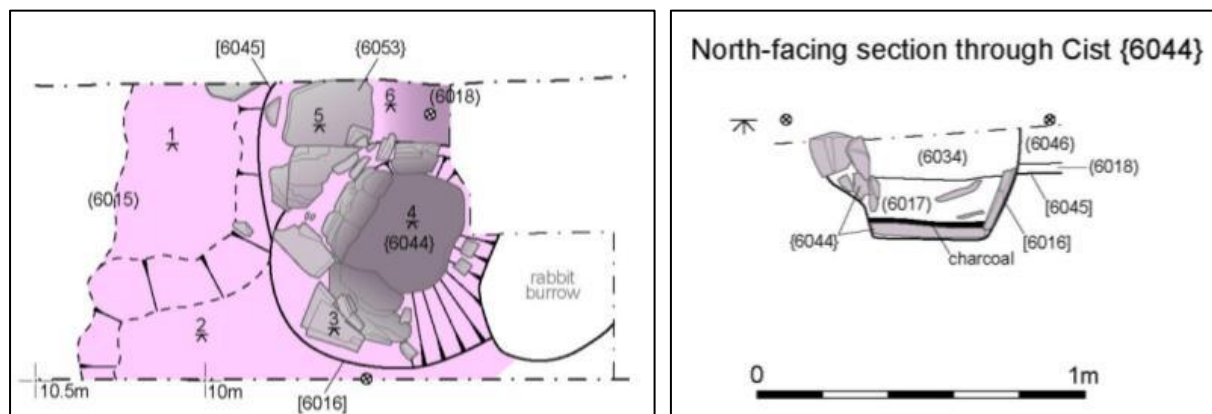 [6045]
{6053}
1
5
6
(6018)
(6015)
4
{6044}
rabbit
burrow
2
3
10.5m
10m
[6016]
North-facing section through Cist {6044}
(6034)
(6046)
(6018)
(6017)
[6045]
{6044}
[6016]
charcoal
0
1m